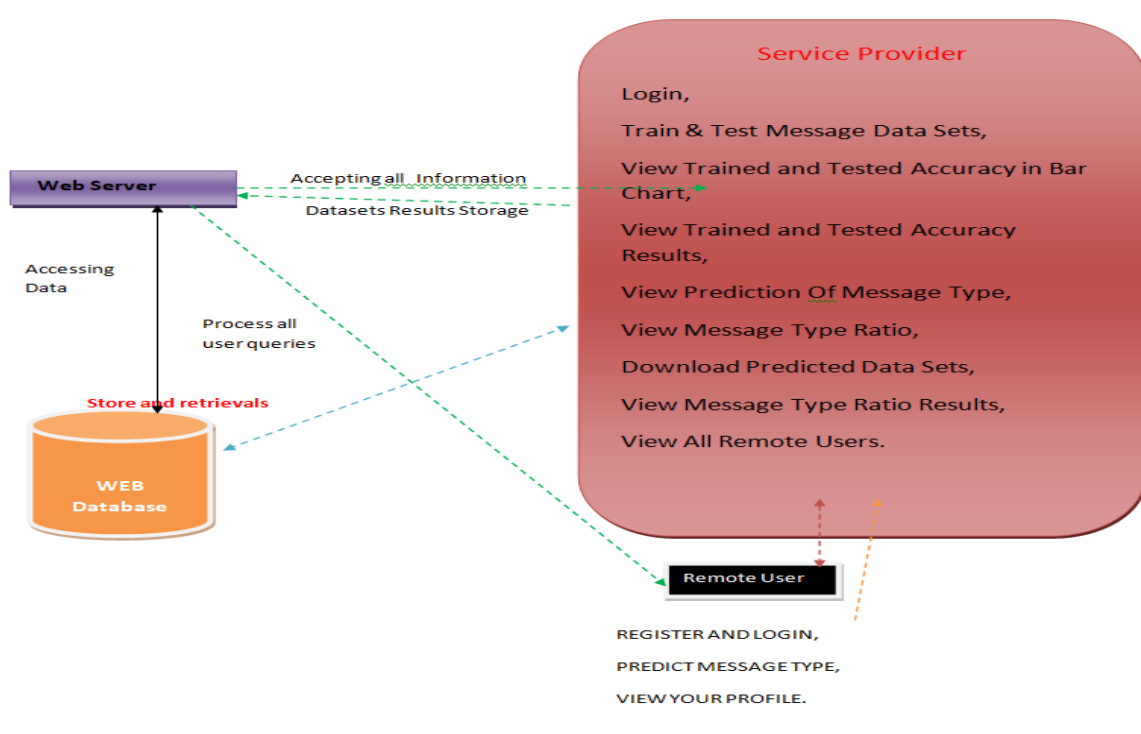 Service Provider
Login,
Train & Test Message Data Sets,
View Trained and Tested Accuracy in Bar
Chart,
View Trained and Tested Accuracy
Results,
View Prediction Of Message Type,
View Message Type Ratio,
Download Predicted Data Sets,
View Message Type Ratio Results,
View All Remote Users.
Web Server
Accepting all Information
Datasets Results Storage
Accessing
Data
Process all
user queries
Store and retrievals
WEB
Database
Remote User
REGISTER AND LOGIN,
PREDICT MESSAGE TYPE,
VIEW YOUR PROFILE.